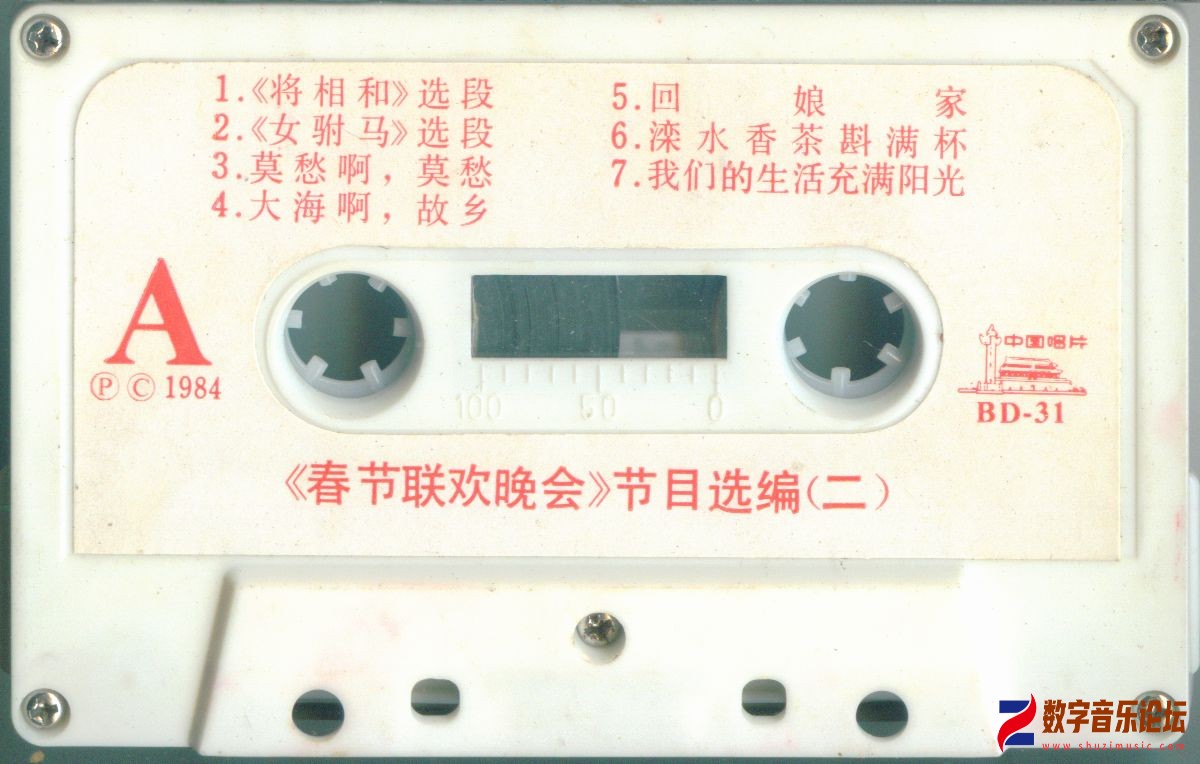 1.《将相和》选段
2.《女驸马》选段
3.莫愁啊，莫愁
4.大海啊，故乡
5.回娘家
6.滦水香茶斟满杯
7.我们的生活充满阳光
A
Ⓟ Ⓒ 1984
100 50 0
中国唱片
BD-31
《春节联欢晚会》节目选编(二)
数字音乐论坛
www.shuzimusic.com